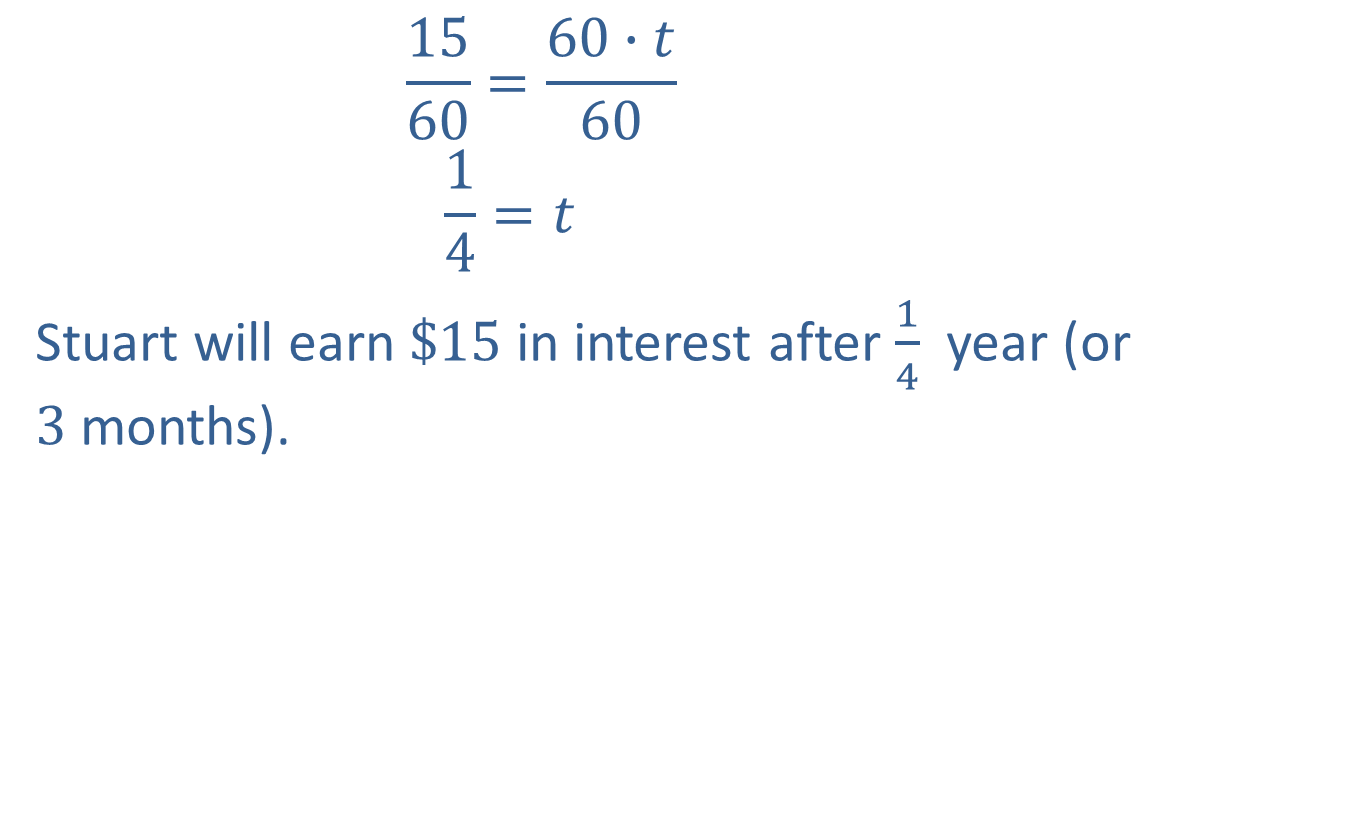 15/60 = 60 · t/60
1/4 = t
Stuart will earn $15 in interest after 1/4 year (or
3 months).